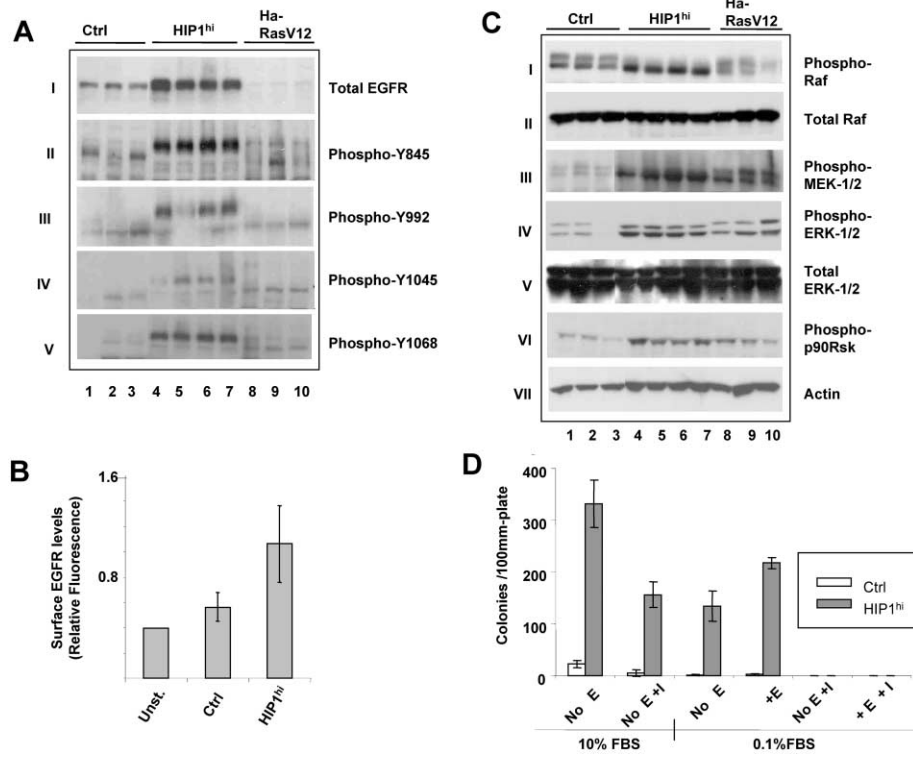 A
Ctrl
HIP1hi
Ha-
RasV12
I
Total EGFR
II
Phospho-Y845
III
Phospho-Y992
IV
Phospho-Y1045
V
Phospho-Y1068
1 2 3 4 5 6 7 8 9 10
B
Surface EGFR levels
(Relative Fluorescence)
1.6
0.8
Unst.
Ctrl
HIP1hi
C
Ctrl
HIP1hi
Ha-
RasV12
I
Phospho-
Raf
II
Total Raf
III
Phospho-
MEK-1/2
IV
Phospho-
ERK-1/2
V
Total
ERK-1/2
VI
Phospho-
p90Rsk
VII
Actin
1 2 3 4 5 6 7 8 9 10
D
Colonies /100mm-plate
400
300
200
100
0
Ctrl
HIP1hi
No E
No E +I
No E
+E
No E +I
+ E + I
10% FBS
0.1%FBS